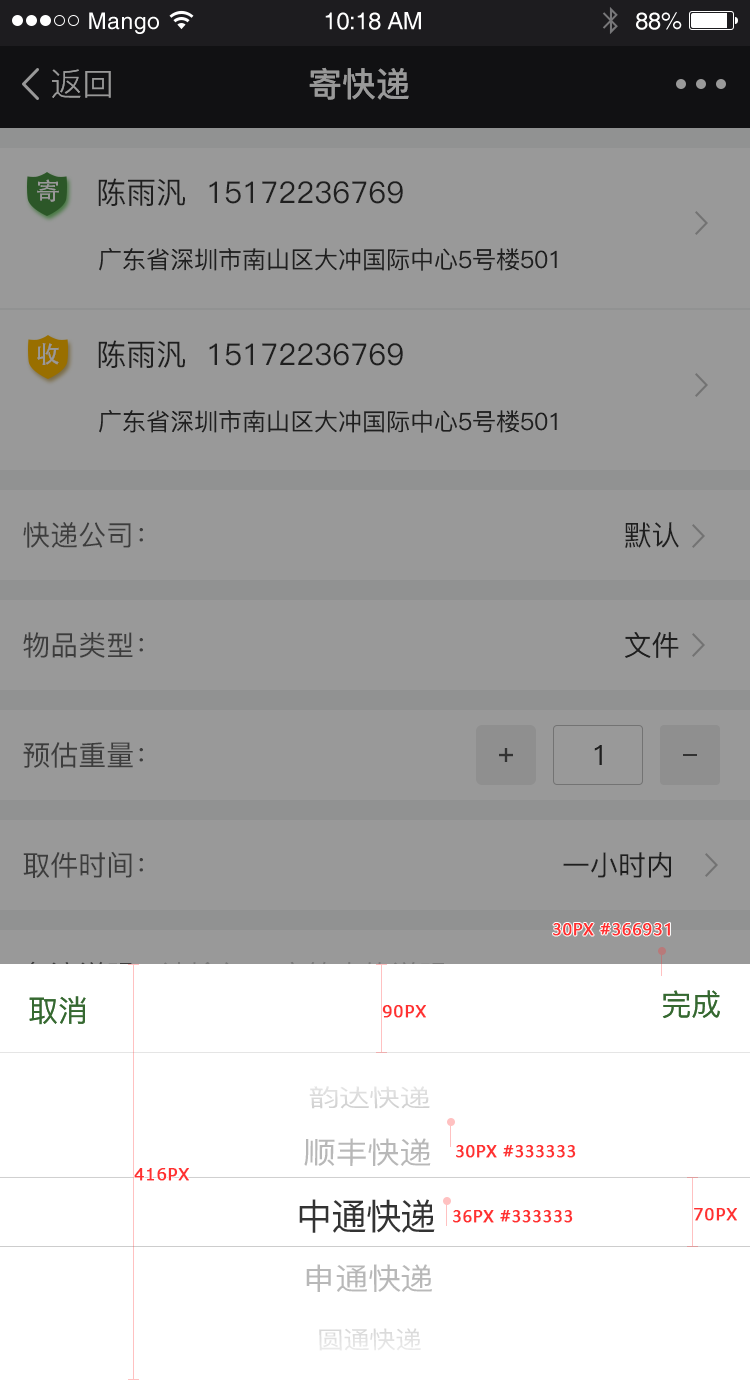 Mango 10:18 AM 88%
返回 寄快递
寄 陈雨汎 15172236769
广东省深圳市南山区大冲国际中心5号楼501
收 陈雨汎 15172236769
广东省深圳市南山区大冲国际中心5号楼501
快递公司: 默认
物品类型: 文件
预估重量: + 1 −
取件时间: 一小时内
30PX #366931
取消 90PX 完成
韵达快递
顺丰快递 30PX #333333
416PX
中通快递 36PX #333333 70PX
申通快递
圆通快递